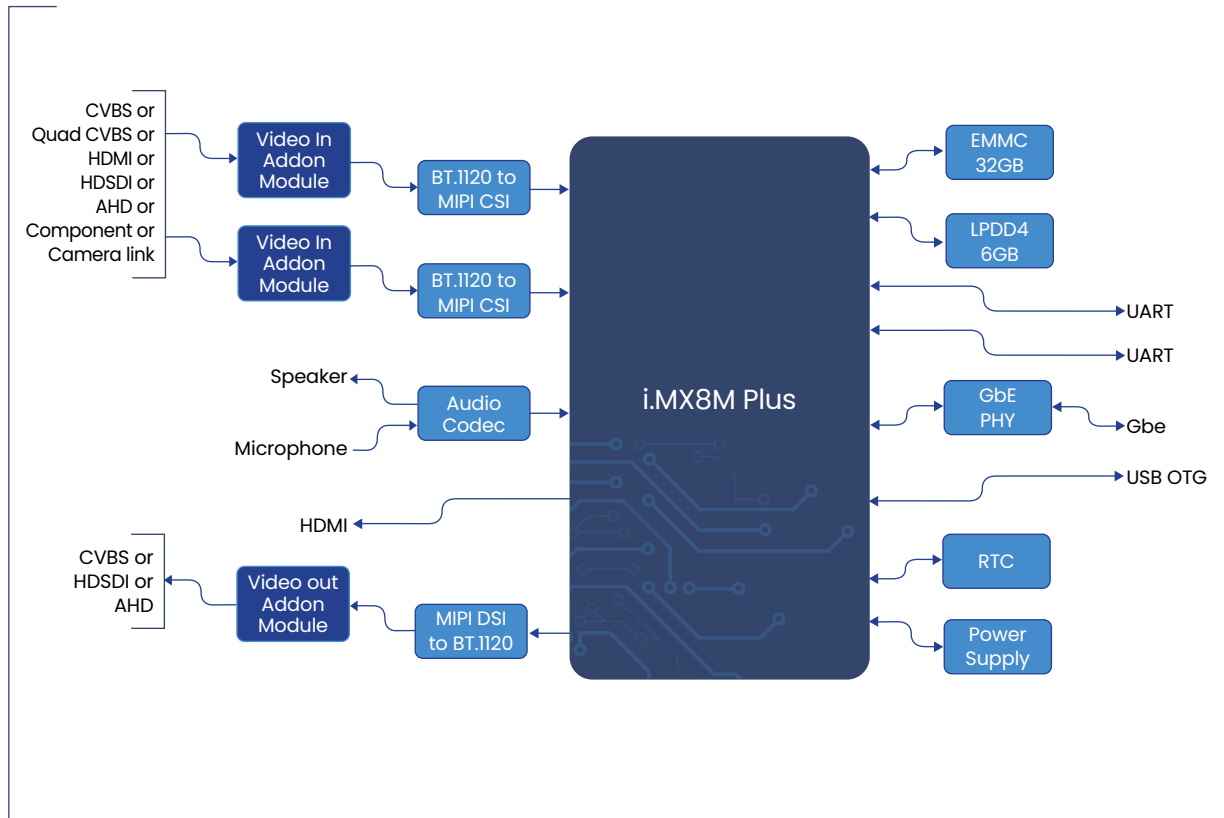 CVBS or
Quad CVBS or
HDMI or
HDSDI or
AHD or
Component or
Camera link
Video In
Addon
Module
BT.1120 to
MIPI CSI
Video In
Addon
Module
BT.1120 to
MIPI CSI
Speaker
Microphone
Audio
Codec
HDMI
CVBS or
HDSDI or
AHD
Video out
Addon
Module
MIPI DSI
to BT.1120
i.MX8M Plus
EMMC
32GB
LPDD4
6GB
UART
UART
GbE
PHY
Gbe
USB OTG
RTC
Power
Supply